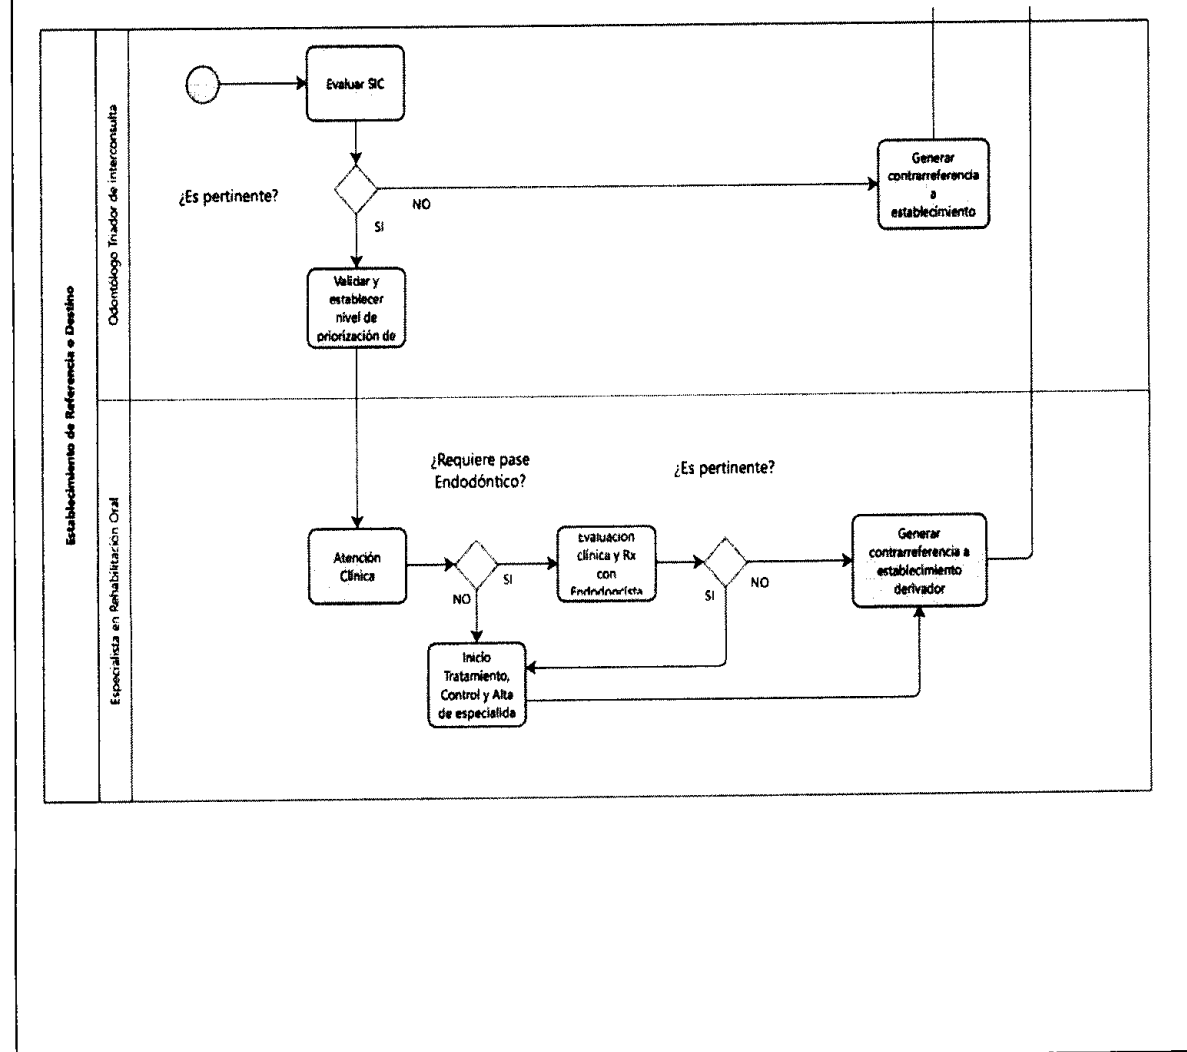 Establecimiento de Referencia o Destino
Odontólogo Triador de interconsulta
Evaluar SIC
¿Es pertinente?
NO
SI
Generar
contrarreferencia
a
establecimiento
Validar y
establecer
nivel de
priorización de
Especialista en Rehabilitación Oral
¿Requiere pase
Endodóntico?
¿Es pertinente?
Atención
Clínica
SI
NO
Evaluación
clínica y Rx
con
Endodoncista
SI
NO
Generar
contrarreferencia a
establecimiento
derivador
Inicio
Tratamiento,
Control y Alta
de especialida